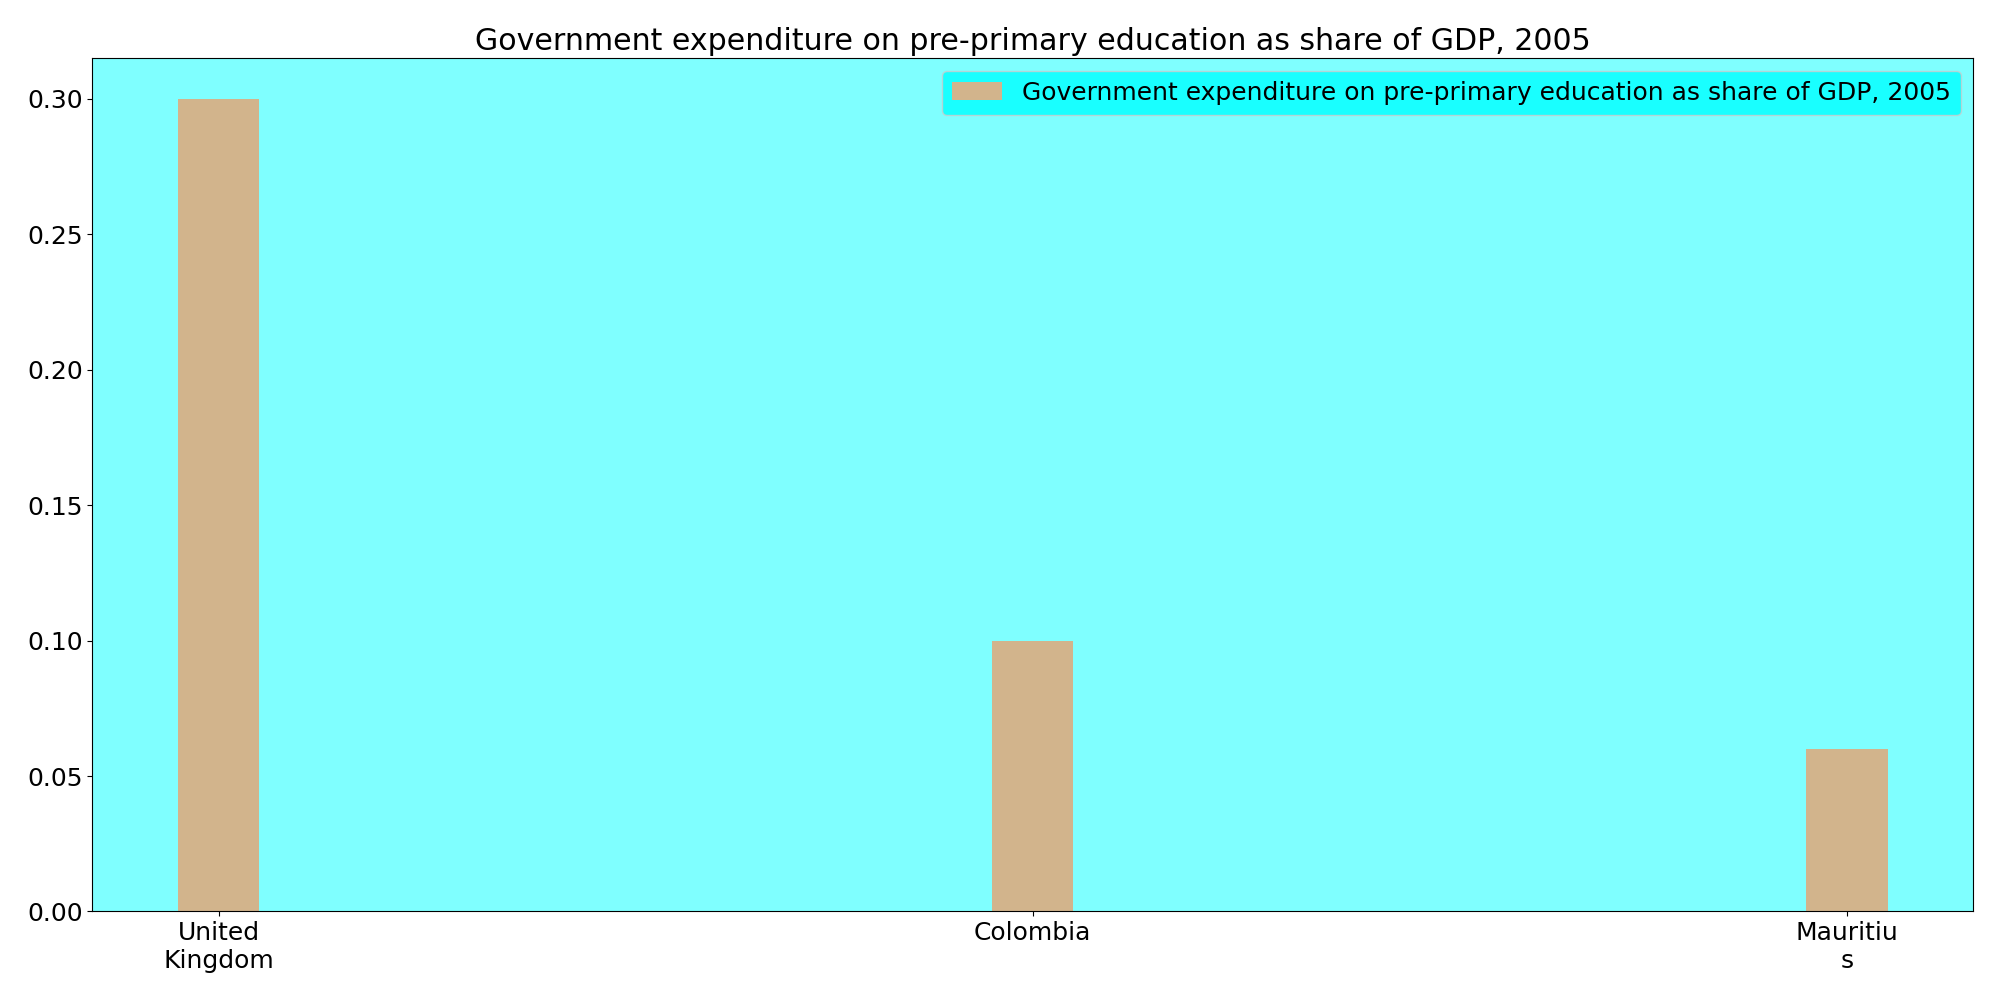 Government expenditure on pre-primary education as share of GDP, 2005
Government expenditure on pre-primary education as share of GDP, 2005
0.30
0.25
0.20
0.15
0.10
0.05
0.00
United
Kingdom
Colombia
Mauritiu
s